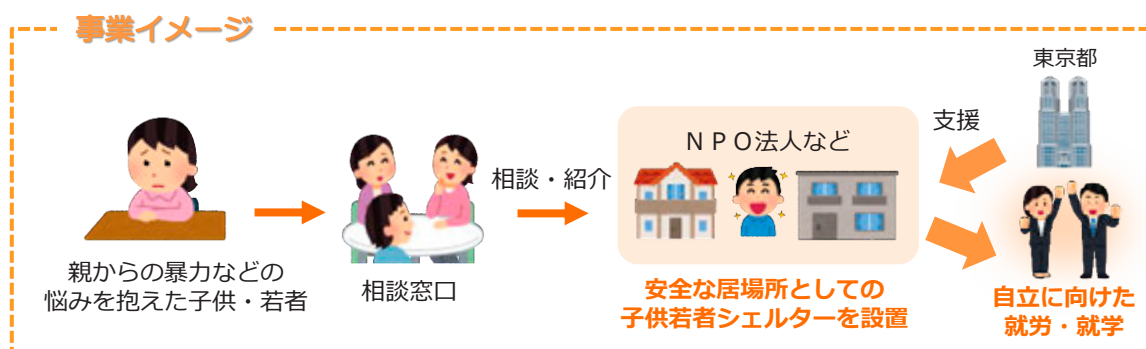 事業イメージ
東京都
支援
ＮＰＯ法人など
相談・紹介
親からの暴力などの
悩みを抱えた子供・若者
相談窓口
安全な居場所としての
子供若者シェルターを設置
自立に向けた
就労・就学